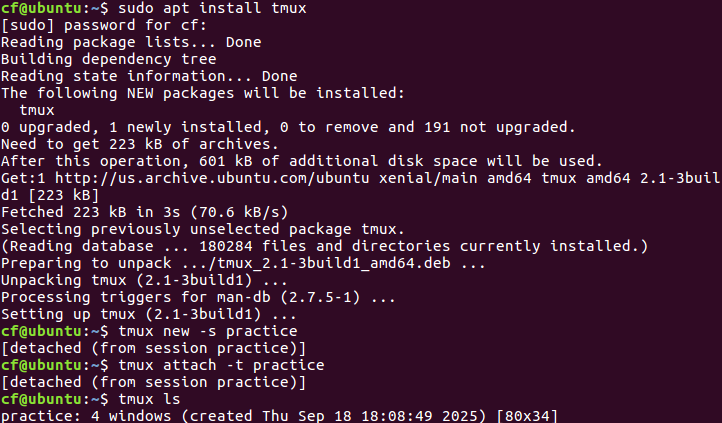 cf@ubuntu:~$ sudo apt install tmux
[sudo] password for cf:
Reading package lists... Done
Building dependency tree
Reading state information... Done
The following NEW packages will be installed:
  tmux
0 upgraded, 1 newly installed, 0 to remove and 191 not upgraded.
Need to get 223 kB of archives.
After this operation, 601 kB of additional disk space will be used.
Get:1 http://us.archive.ubuntu.com/ubuntu xenial/main amd64 tmux amd64 2.1-3buil
d1 [223 kB]
Fetched 223 kB in 3s (70.6 kB/s)
Selecting previously unselected package tmux.
(Reading database ... 180284 files and directories currently installed.)
Preparing to unpack .../tmux_2.1-3build1_amd64.deb ...
Unpacking tmux (2.1-3build1) ...
Processing triggers for man-db (2.7.5-1) ...
Setting up tmux (2.1-3build1) ...
cf@ubuntu:~$ tmux new -s practice
[detached (from session practice)]
cf@ubuntu:~$ tmux attach -t practice
[detached (from session practice)]
cf@ubuntu:~$ tmux ls
practice: 4 windows (created Thu Sep 18 18:08:49 2025) [80x34]